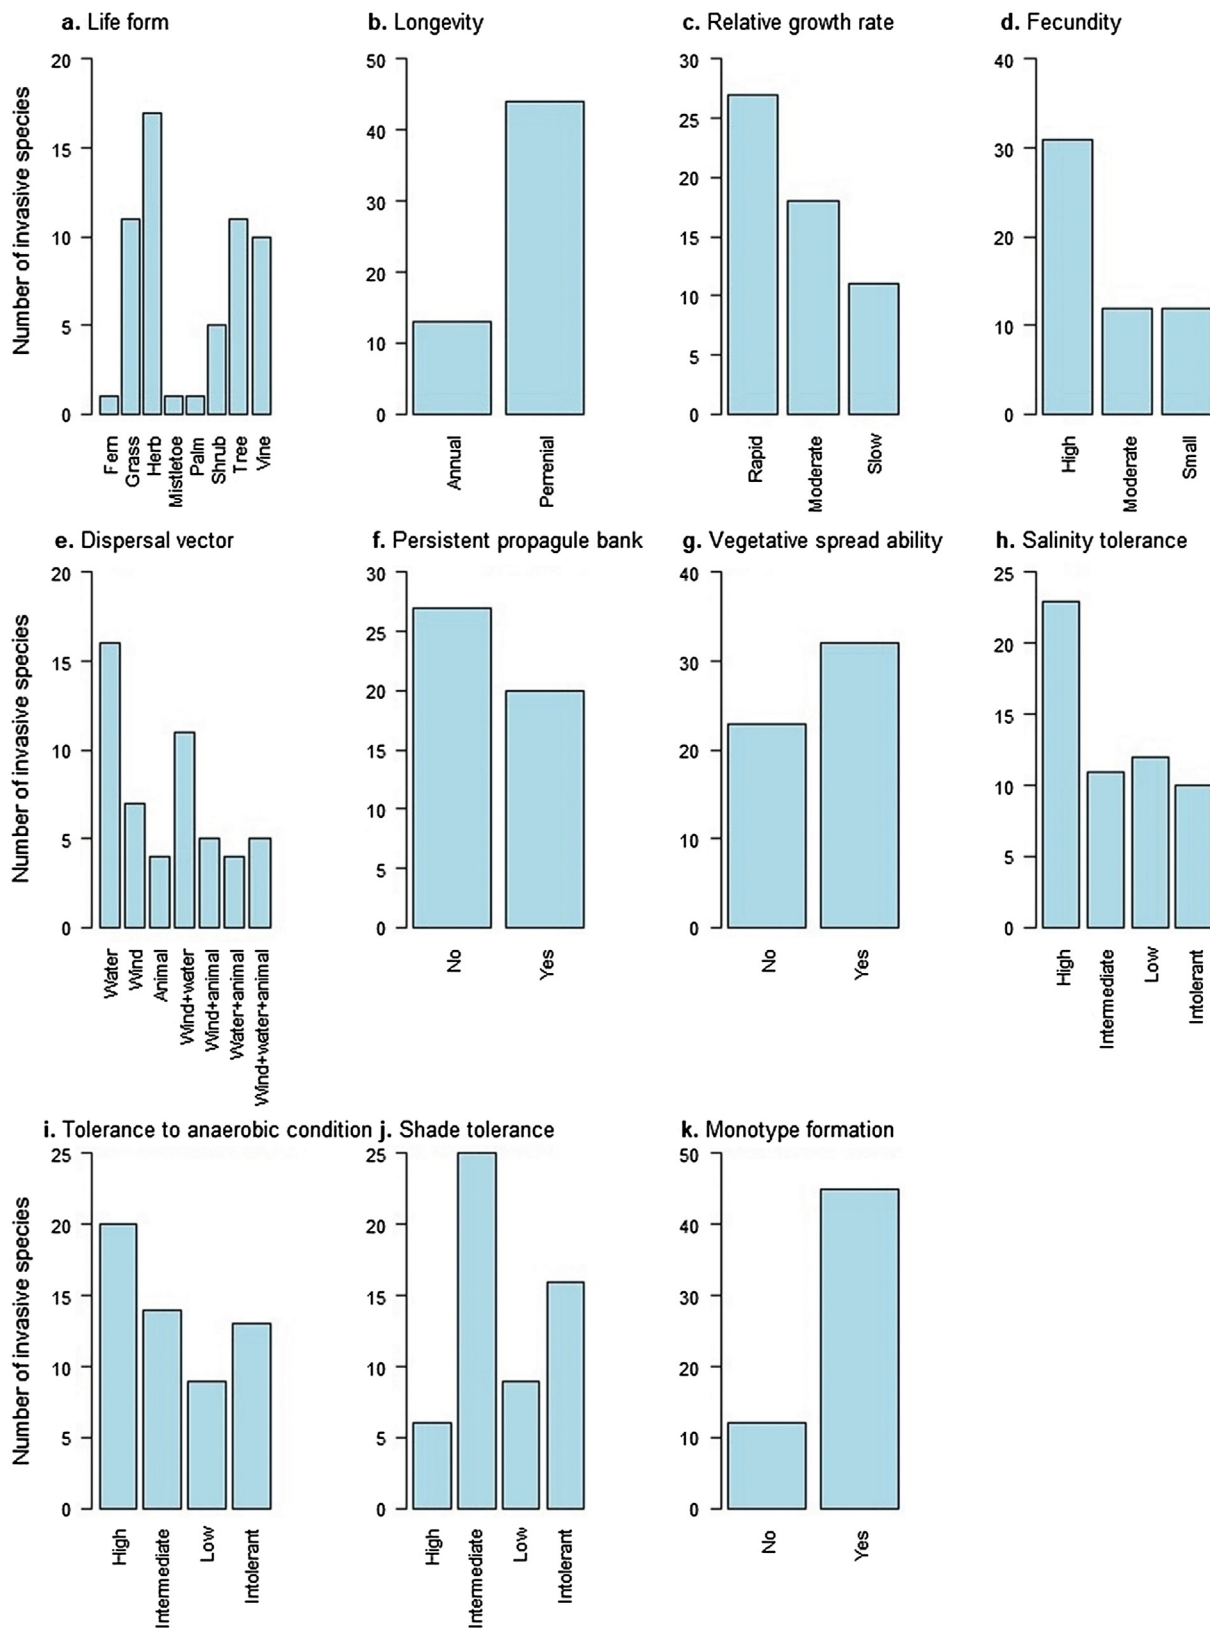 a. Life form
b. Longevity
c. Relative growth rate
d. Fecundity
Number of invasive species
20
15
10
5
0
Fern
Grass
Herb
Mistletoe
Palm
Shrub
Tree
Vine
50
40
30
20
10
0
Annual
Perrenial
30
25
20
15
10
5
0
Rapid
Moderate
Slow
40
30
20
10
0
High
Moderate
Small
e. Dispersal vector
f. Persistent propagule bank
g. Vegetative spread ability
h. Salinity tolerance
Number of invasive species
20
15
10
5
0
Water
Wind
Animal
Wind+water
Wind+animal
Water+animal
Wind+water+animal
30
25
20
15
10
5
0
No
Yes
40
30
20
10
0
No
Yes
25
20
15
10
5
0
High
Intermediate
Low
Intolerant
i. Tolerance to anaerobic condition
j. Shade tolerance
k. Monotype formation
Number of invasive species
25
20
15
10
5
0
High
Intermediate
Low
Intolerant
25
20
15
10
5
0
High
Intermediate
Low
Intolerant
50
40
30
20
10
0
No
Yes